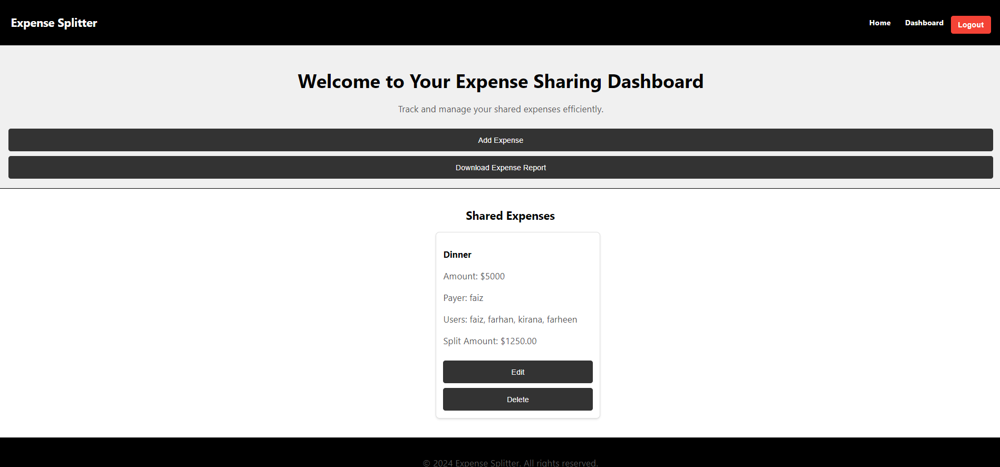 Expense Splitter
Home Dashboard Logout
Welcome to Your Expense Sharing Dashboard
Track and manage your shared expenses efficiently.
Add Expense
Download Expense Report
Shared Expenses
Dinner
Amount: $5000
Payer: faiz
Users: faiz, farhan, kirana, farheen
Split Amount: $1250.00
Edit
Delete
© 2024 Expense Splitter. All rights reserved.